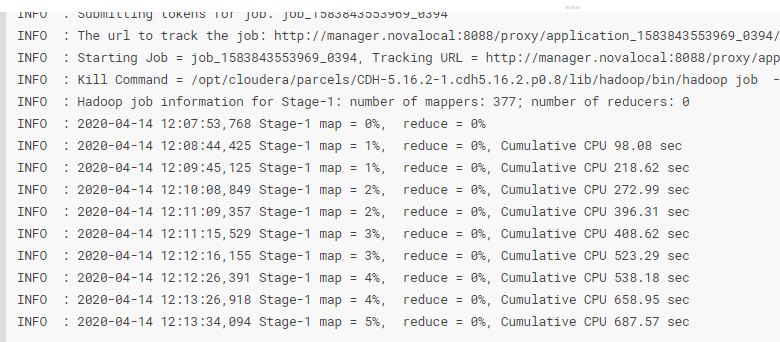 INFO  : Submitting tokens for job: job_1583843553969_0394
INFO  : The url to track the job: http://manager.novalocal:8088/proxy/application_1583843553969_0394/
INFO  : Starting Job = job_1583843553969_0394, Tracking URL = http://manager.novalocal:8088/proxy/app
INFO  : Kill Command = /opt/cloudera/parcels/CDH-5.16.2-1.cdh5.16.2.p0.8/lib/hadoop/bin/hadoop job  -
INFO  : Hadoop job information for Stage-1: number of mappers: 377; number of reducers: 0
INFO  : 2020-04-14 12:07:53,768 Stage-1 map = 0%,  reduce = 0%
INFO  : 2020-04-14 12:08:44,425 Stage-1 map = 1%,  reduce = 0%, Cumulative CPU 98.08 sec
INFO  : 2020-04-14 12:09:45,125 Stage-1 map = 1%,  reduce = 0%, Cumulative CPU 218.62 sec
INFO  : 2020-04-14 12:10:08,849 Stage-1 map = 2%,  reduce = 0%, Cumulative CPU 272.99 sec
INFO  : 2020-04-14 12:11:09,357 Stage-1 map = 2%,  reduce = 0%, Cumulative CPU 396.31 sec
INFO  : 2020-04-14 12:11:15,529 Stage-1 map = 3%,  reduce = 0%, Cumulative CPU 408.62 sec
INFO  : 2020-04-14 12:12:16,155 Stage-1 map = 3%,  reduce = 0%, Cumulative CPU 523.29 sec
INFO  : 2020-04-14 12:12:26,391 Stage-1 map = 4%,  reduce = 0%, Cumulative CPU 538.18 sec
INFO  : 2020-04-14 12:13:26,918 Stage-1 map = 4%,  reduce = 0%, Cumulative CPU 658.95 sec
INFO  : 2020-04-14 12:13:34,094 Stage-1 map = 5%,  reduce = 0%, Cumulative CPU 687.57 sec